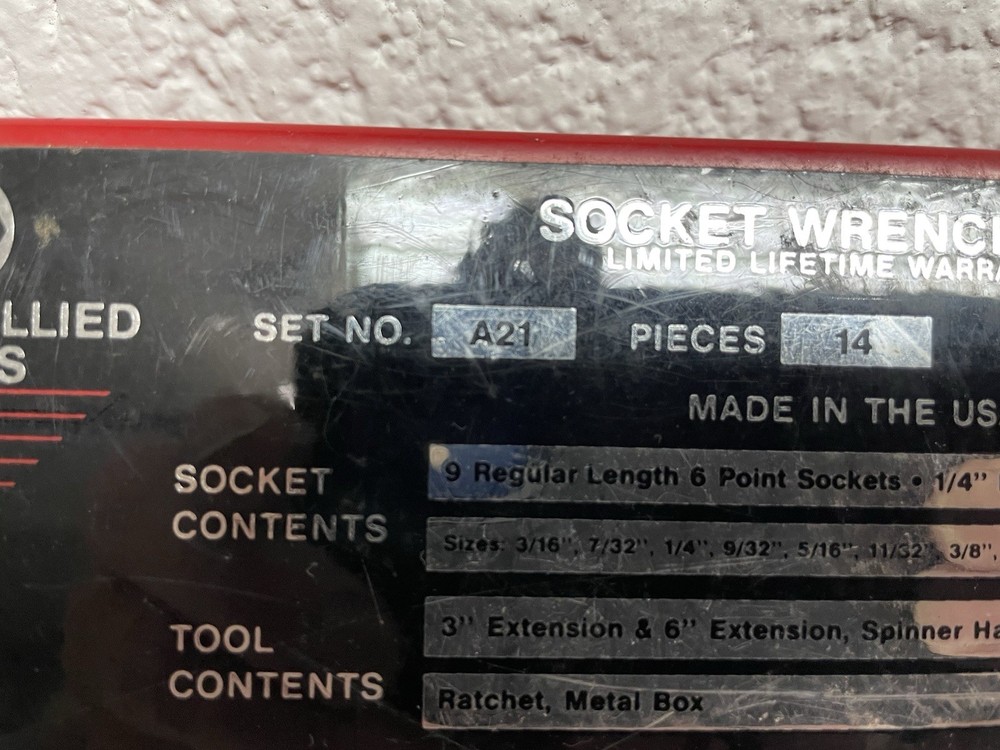 SOCKET WRENC
LIMITED LIFETIME WARRA
LLIED
S
SET NO. A21 PIECES 14
MADE IN THE US
SOCKET
CONTENTS
9 Regular Length 6 Point Sockets • 1/4"
Sizes: 3/16", 7/32", 1/4", 9/32", 5/16", 11/32", 3/8",
TOOL
CONTENTS
3" Extension & 6" Extension, Spinner Ha
Ratchet, Metal Box